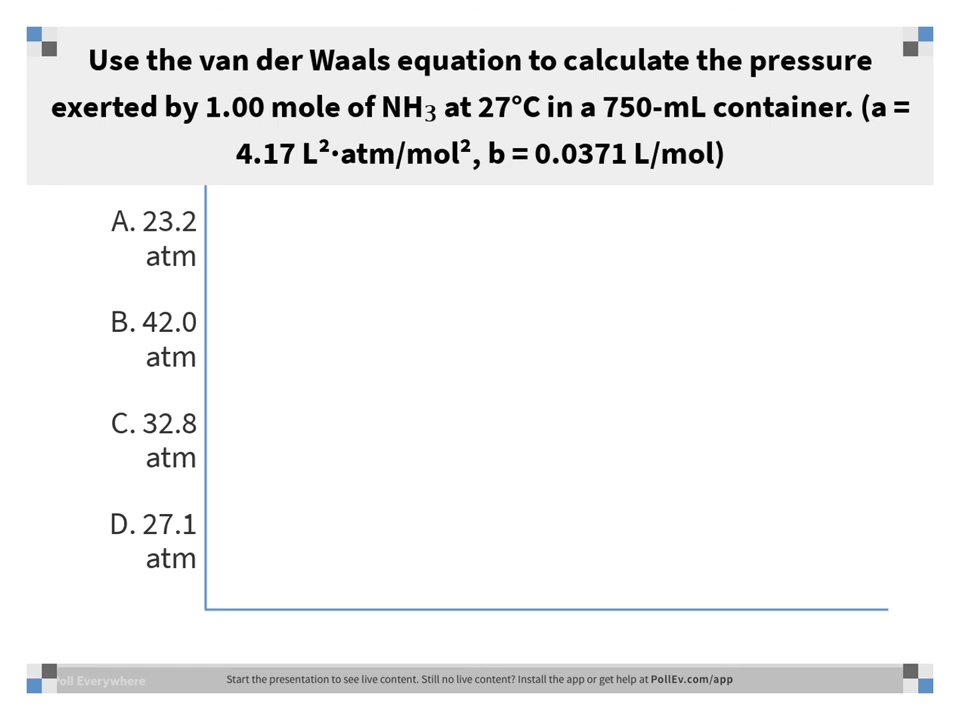 Use the van der Waals equation to calculate the pressure
exerted by 1.00 mole of NH₃ at 27°C in a 750-mL container. (a =
4.17 L²·atm/mol², b = 0.0371 L/mol)
A. 23.2
atm
B. 42.0
atm
C. 32.8
atm
D. 27.1
atm
oll Everywhere
Start the presentation to see live content. Still no live content? Install the app or get help at PollEv.com/app